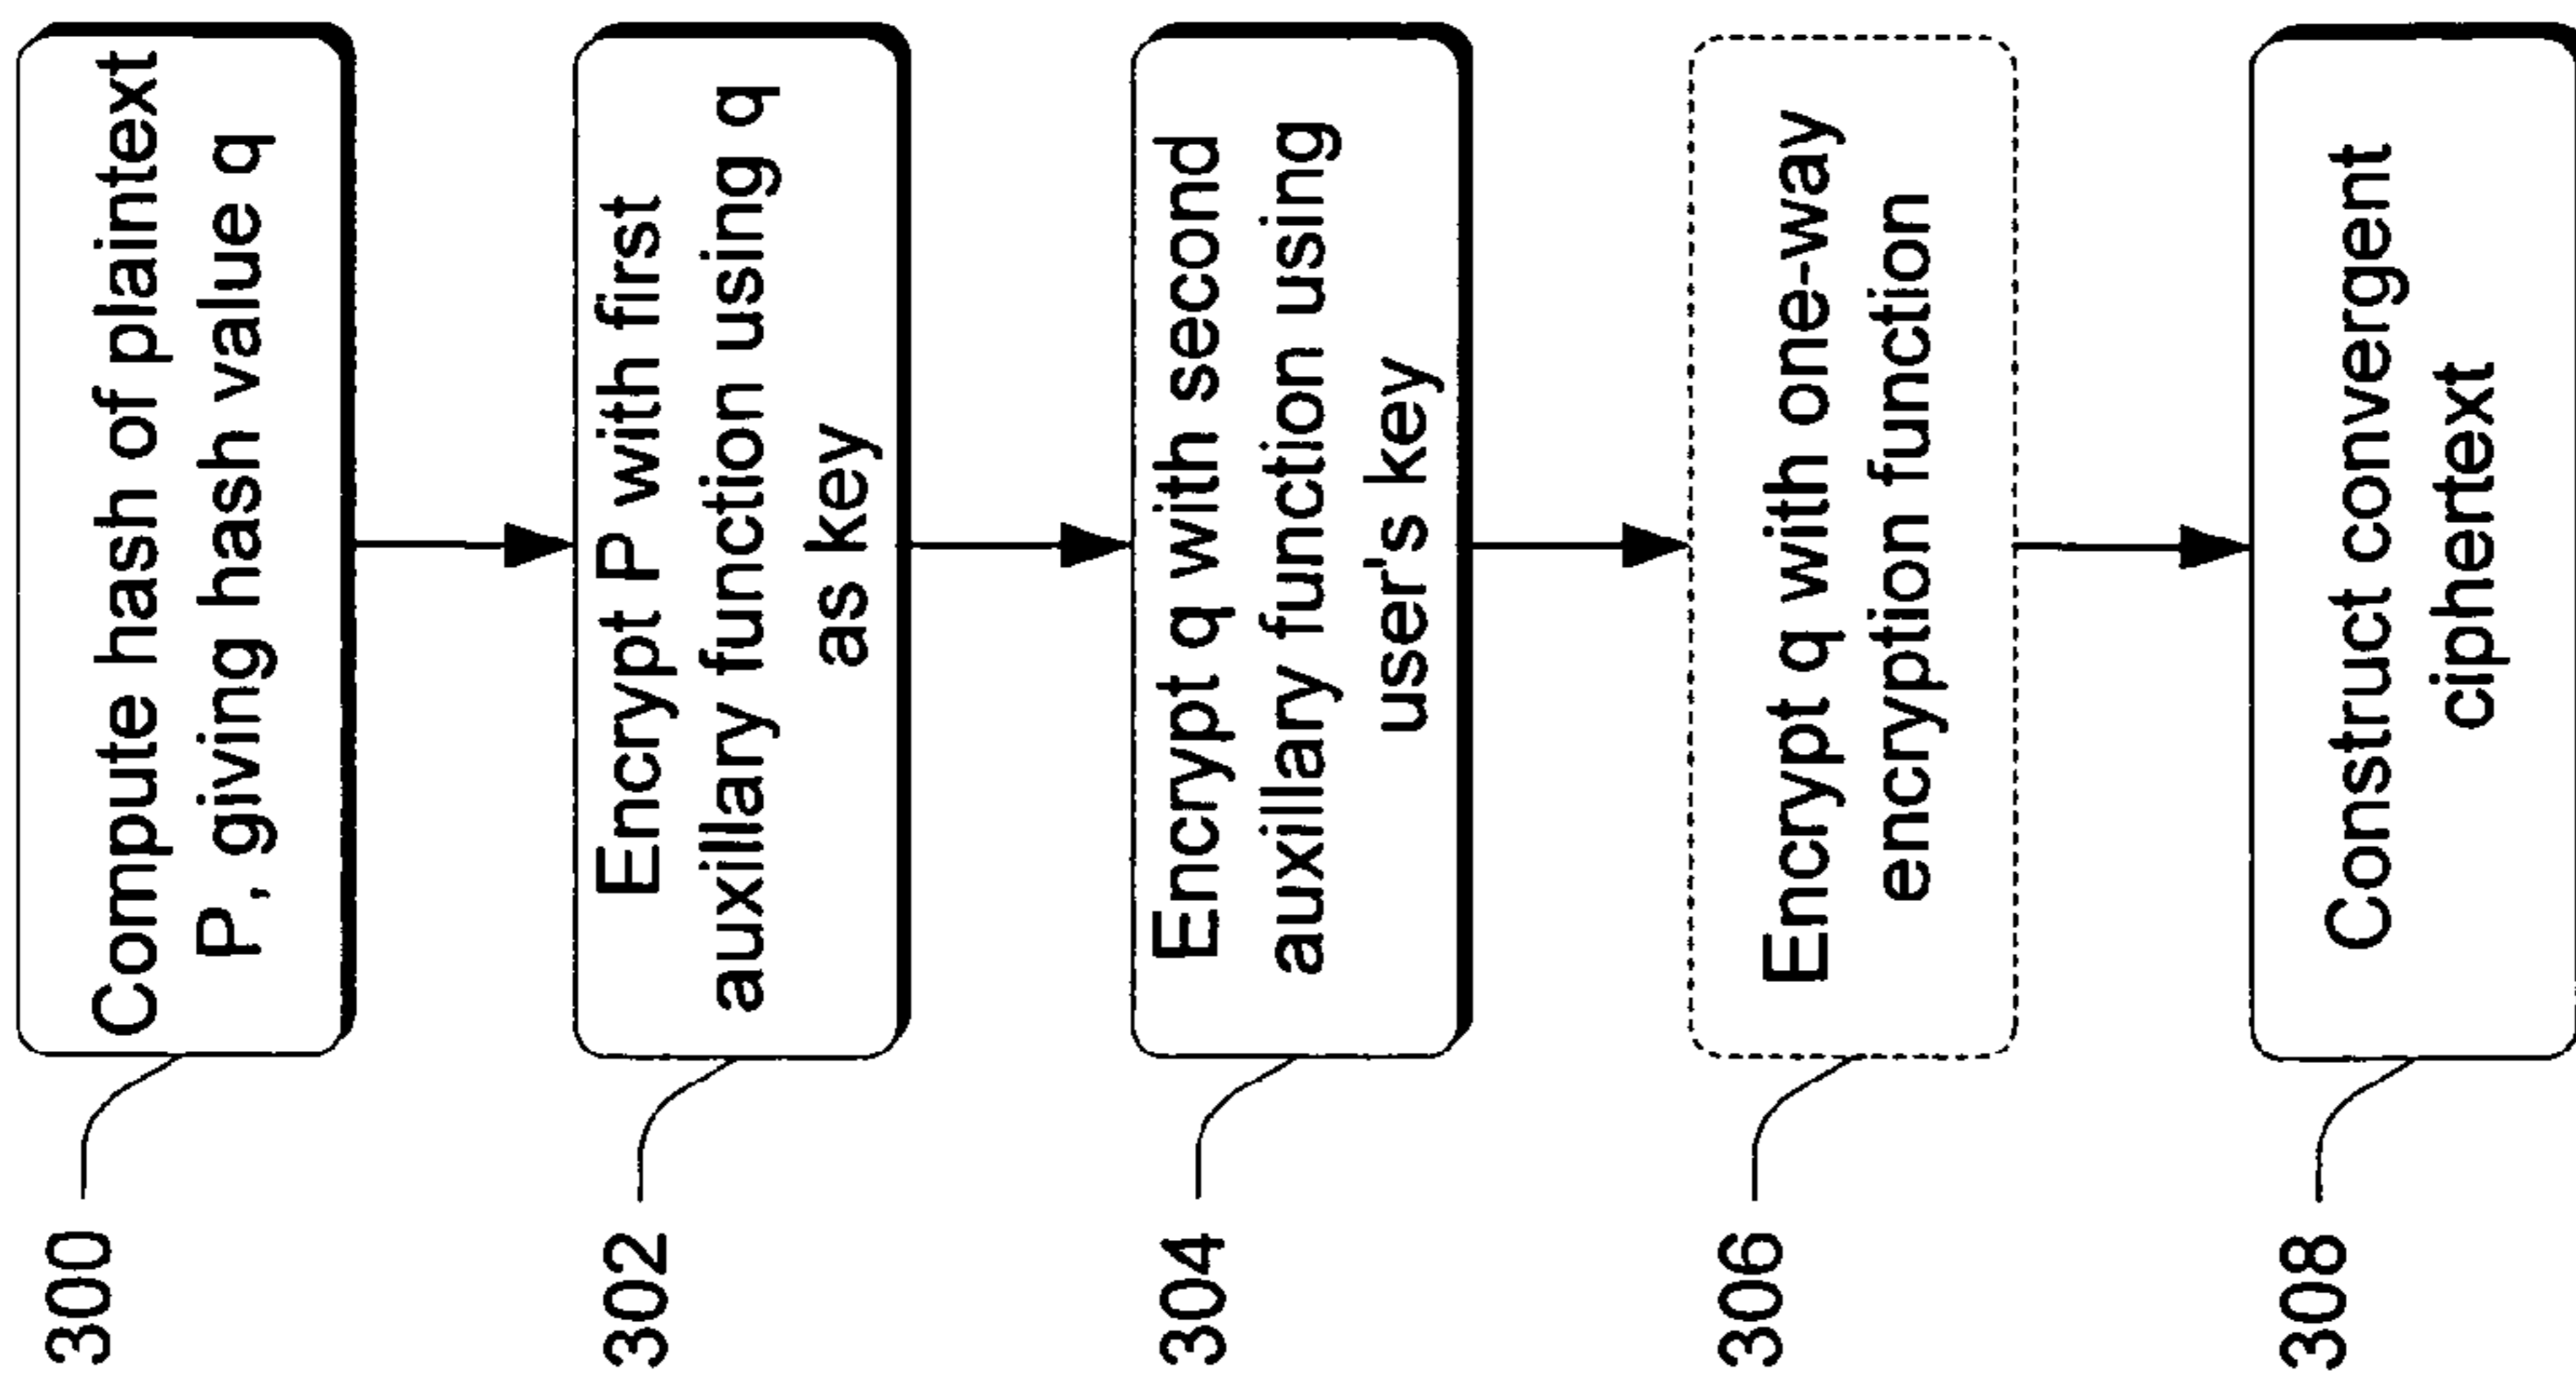 300
Compute hash of plaintext
P, giving hash value q
302
Encrypt P with first
auxillary function using q
as key
304
Encrypt q with second
auxillary function using
user's key
306
Encrypt q with one-way
encryption function
308
Construct convergent
ciphertext